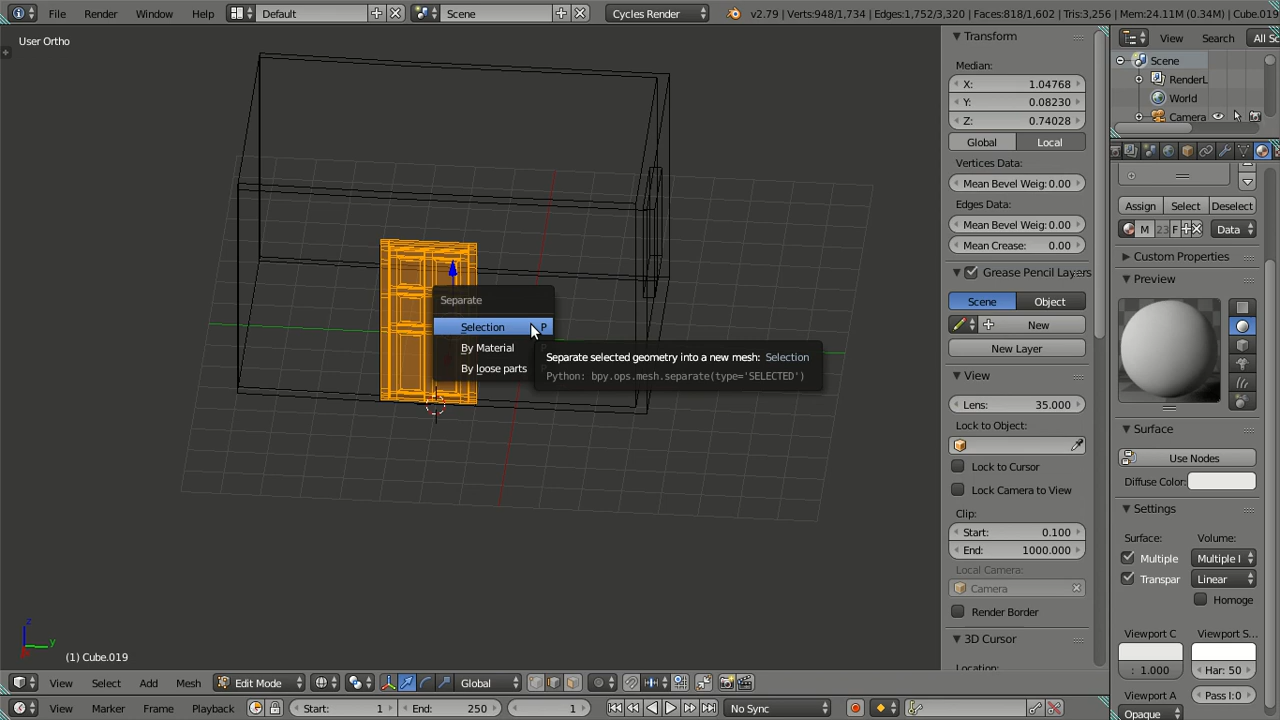 File Render Window Help Default Scene Cycles Render v2.79 | Verts:948/1,734 | Edges:1,752/3,320 | Faces:818/1,602 | Tris:3,256 | Mem:24.11M (0.34M) | Cube.019
User Ortho
Transform
Median:
X: 1.04768
Y: 0.08230
Z: 0.74028
Global Local
Vertices Data:
Mean Bevel Weig: 0.00
Edges Data:
Mean Bevel Weig: 0.00
Mean Crease: 0.00
Grease Pencil Layers
Scene Object
New
New Layer
View
Lens: 35.000
Lock to Object:
Lock to Cursor
Lock Camera to View
Clip:
Start: 0.100
End: 1000.000
Local Camera:
Camera
Render Border
3D Cursor
Location:
Separate
Selection P
By Material
By loose parts
Separate selected geometry into a new mesh: Selection
Python: bpy.ops.mesh.separate(type='SELECTED')
z
y
(1) Cube.019
View Search All Sc
Scene
RenderL
World
Camera
Assign Select Deselect
M 23 F Data
Custom Properties
Preview
Surface
Use Nodes
Diffuse Color:
Settings
Surface: Volume:
Multiple Multiple I
Transpar Linear
Homoge
Viewport C Viewport S...
: 1.000 Har: 50
Viewport A Pass I: 0
Opaque
View Select Add Mesh Edit Mode Global
View Marker Frame Playback Start: 1 End: 250 1 No Sync